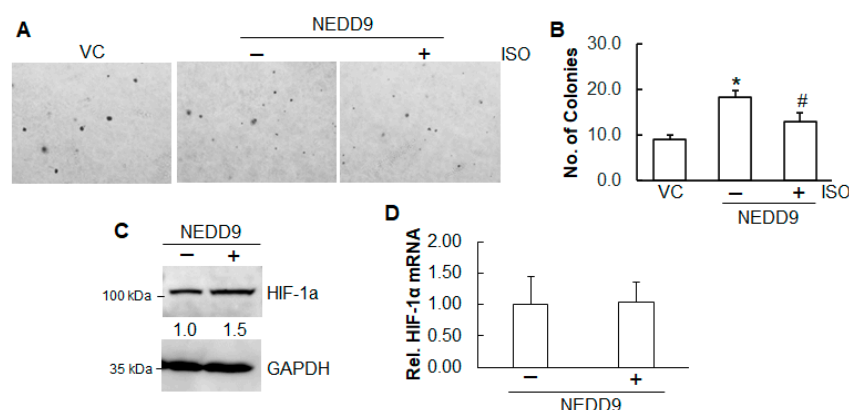 A
NEDD9
VC
–
+
ISO
B
30.0
20.0
10.0
0.0
No. of Colonies
*
#
VC
–
+
ISO
NEDD9
C
NEDD9
–
+
100 kDa
HIF-1a
1.0
1.5
35 kDa
GAPDH
D
2.00
1.50
1.00
0.50
0.00
Rel. HIF-1α mRNA
–
+
NEDD9